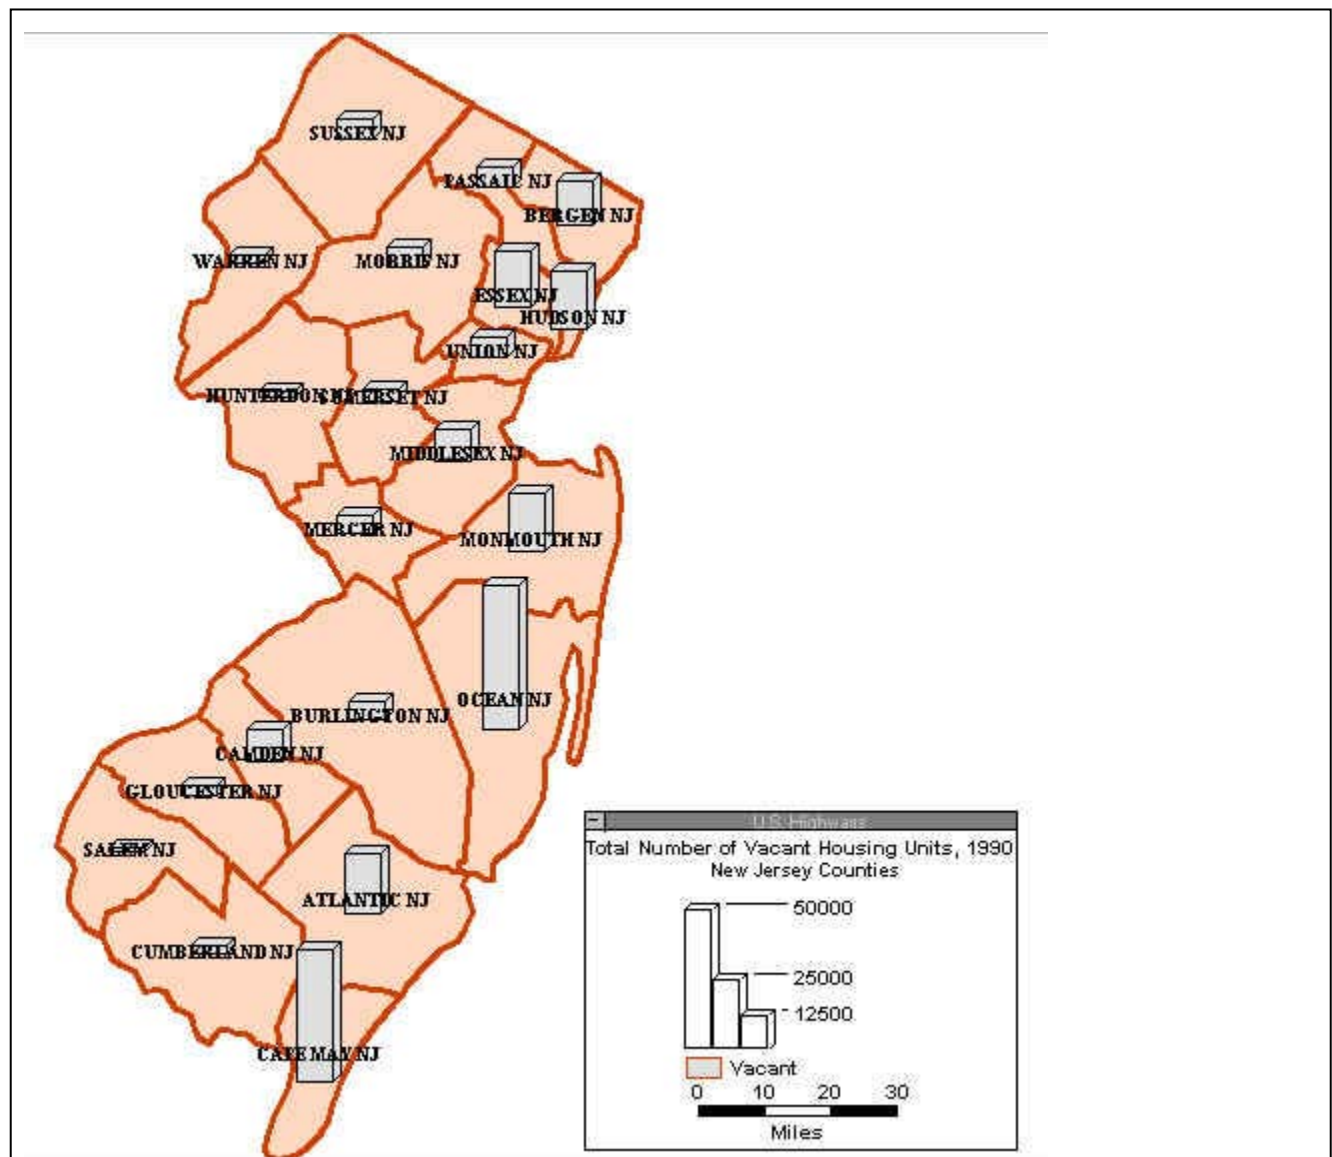 SUSSEX NJ
PASSAIC NJ
BERGEN NJ
WARREN NJ
MORRIS NJ
ESSEX NJ
HUDSON NJ
UNION NJ
HUNTERDON NJ
SOMERSET NJ
MIDDLESEX NJ
MERCER NJ
MONMOUTH NJ
OCEAN NJ
BURLINGTON NJ
CAMDEN NJ
GLOUCESTER NJ
SALEM NJ
ATLANTIC NJ
CUMBERLAND NJ
CAPE MAY NJ
U.S. Highways
Total Number of Vacant Housing Units, 1990
New Jersey Counties
50000
25000
12500
Vacant
0 10 20 30
Miles